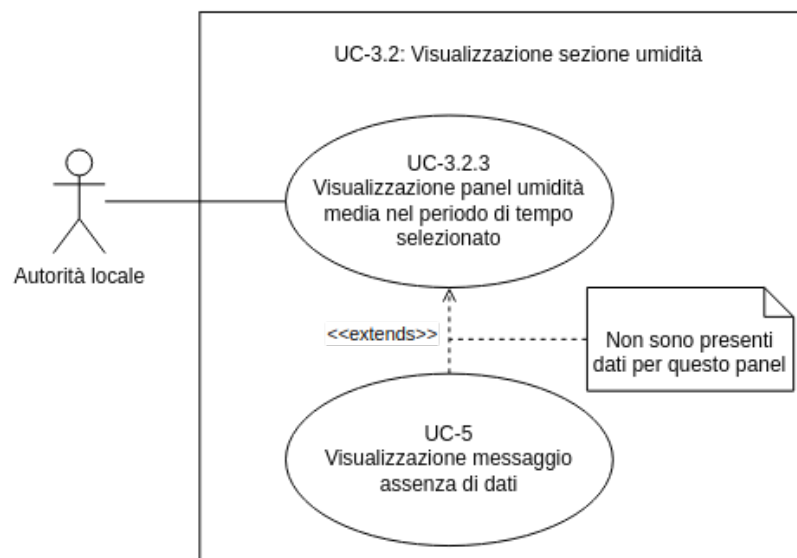 UC-3.2: Visualizzazione sezione umidità
UC-3.2.3
Visualizzazione panel umidità
media nel periodo di tempo
selezionato
Autorità locale
<<extends>>
Non sono presenti
dati per questo panel
UC-5
Visualizzazione messaggio
assenza di dati